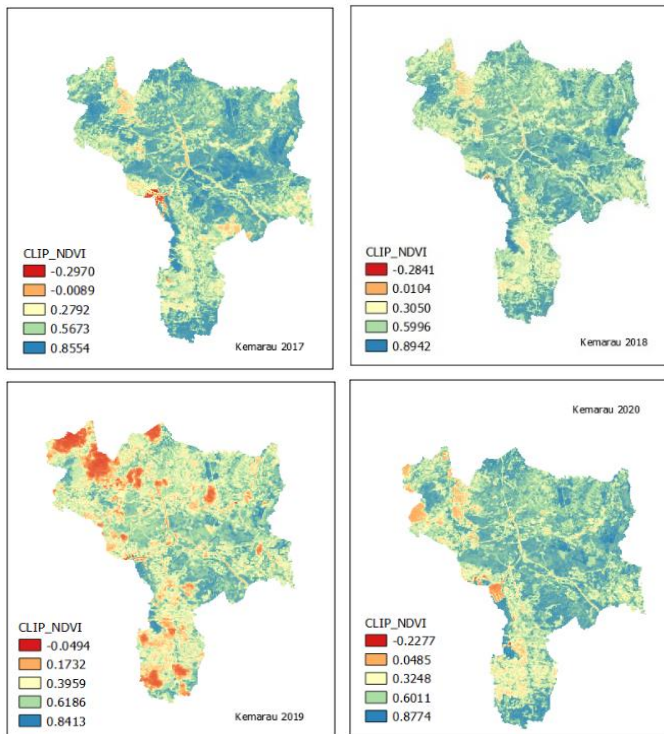 CLIP_NDVI
-0.2970
-0.0089
0.2792
0.5673
0.8554
Kemarau 2017
CLIP_NDVI
-0.2841
0.0104
0.3050
0.5996
0.8942
Kemarau 2018
CLIP_NDVI
-0.0494
0.1732
0.3959
0.6186
0.8413
Kemarau 2019
Kemarau 2020
CLIP_NDVI
-0.2277
0.0485
0.3248
0.6011
0.8774